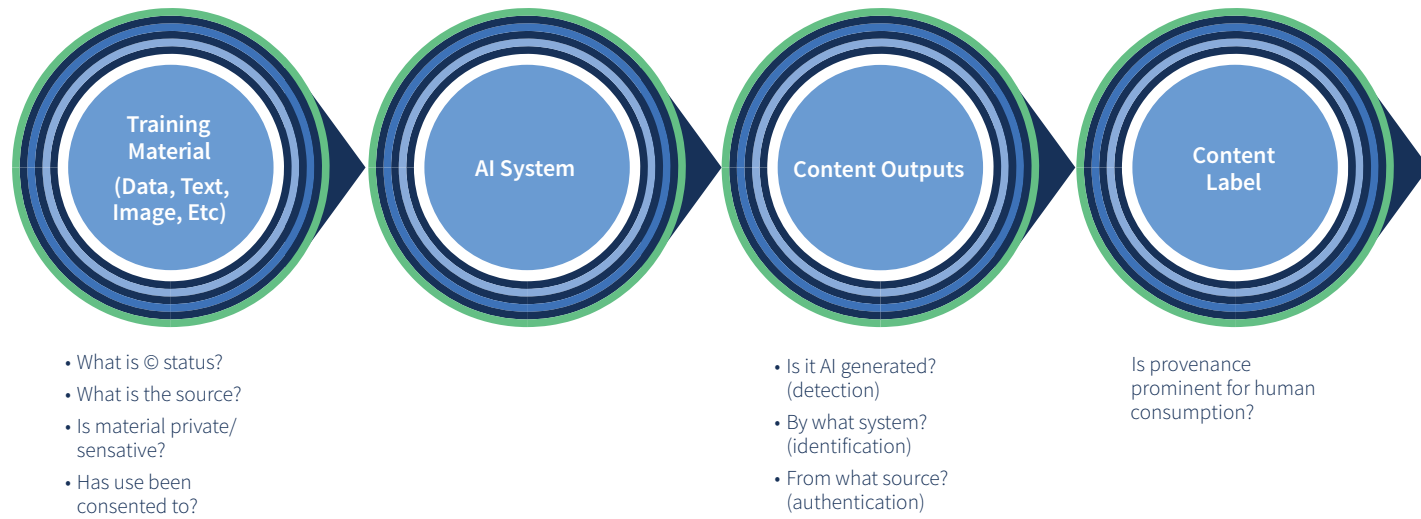 Training
Material
(Data, Text,
Image, Etc)
AI System
Content Outputs
Content
Label
• What is © status?
• What is the source?
• Is material private/
sensative?
• Has use been
consented to?
• Is it AI generated?
(detection)
• By what system?
(identification)
• From what source?
(authentication)
Is provenance
prominent for human
consumption?